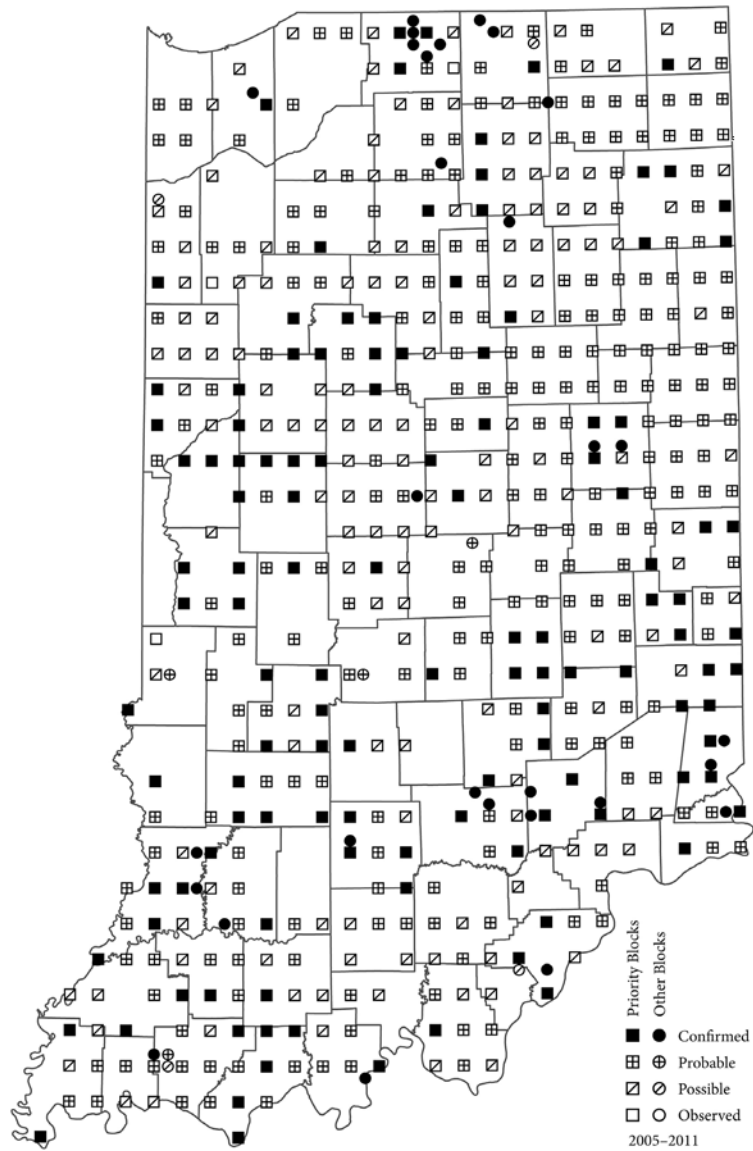 Priority Blocks
Other Blocks
Confirmed
Probable
Possible
Observed
2005–2011